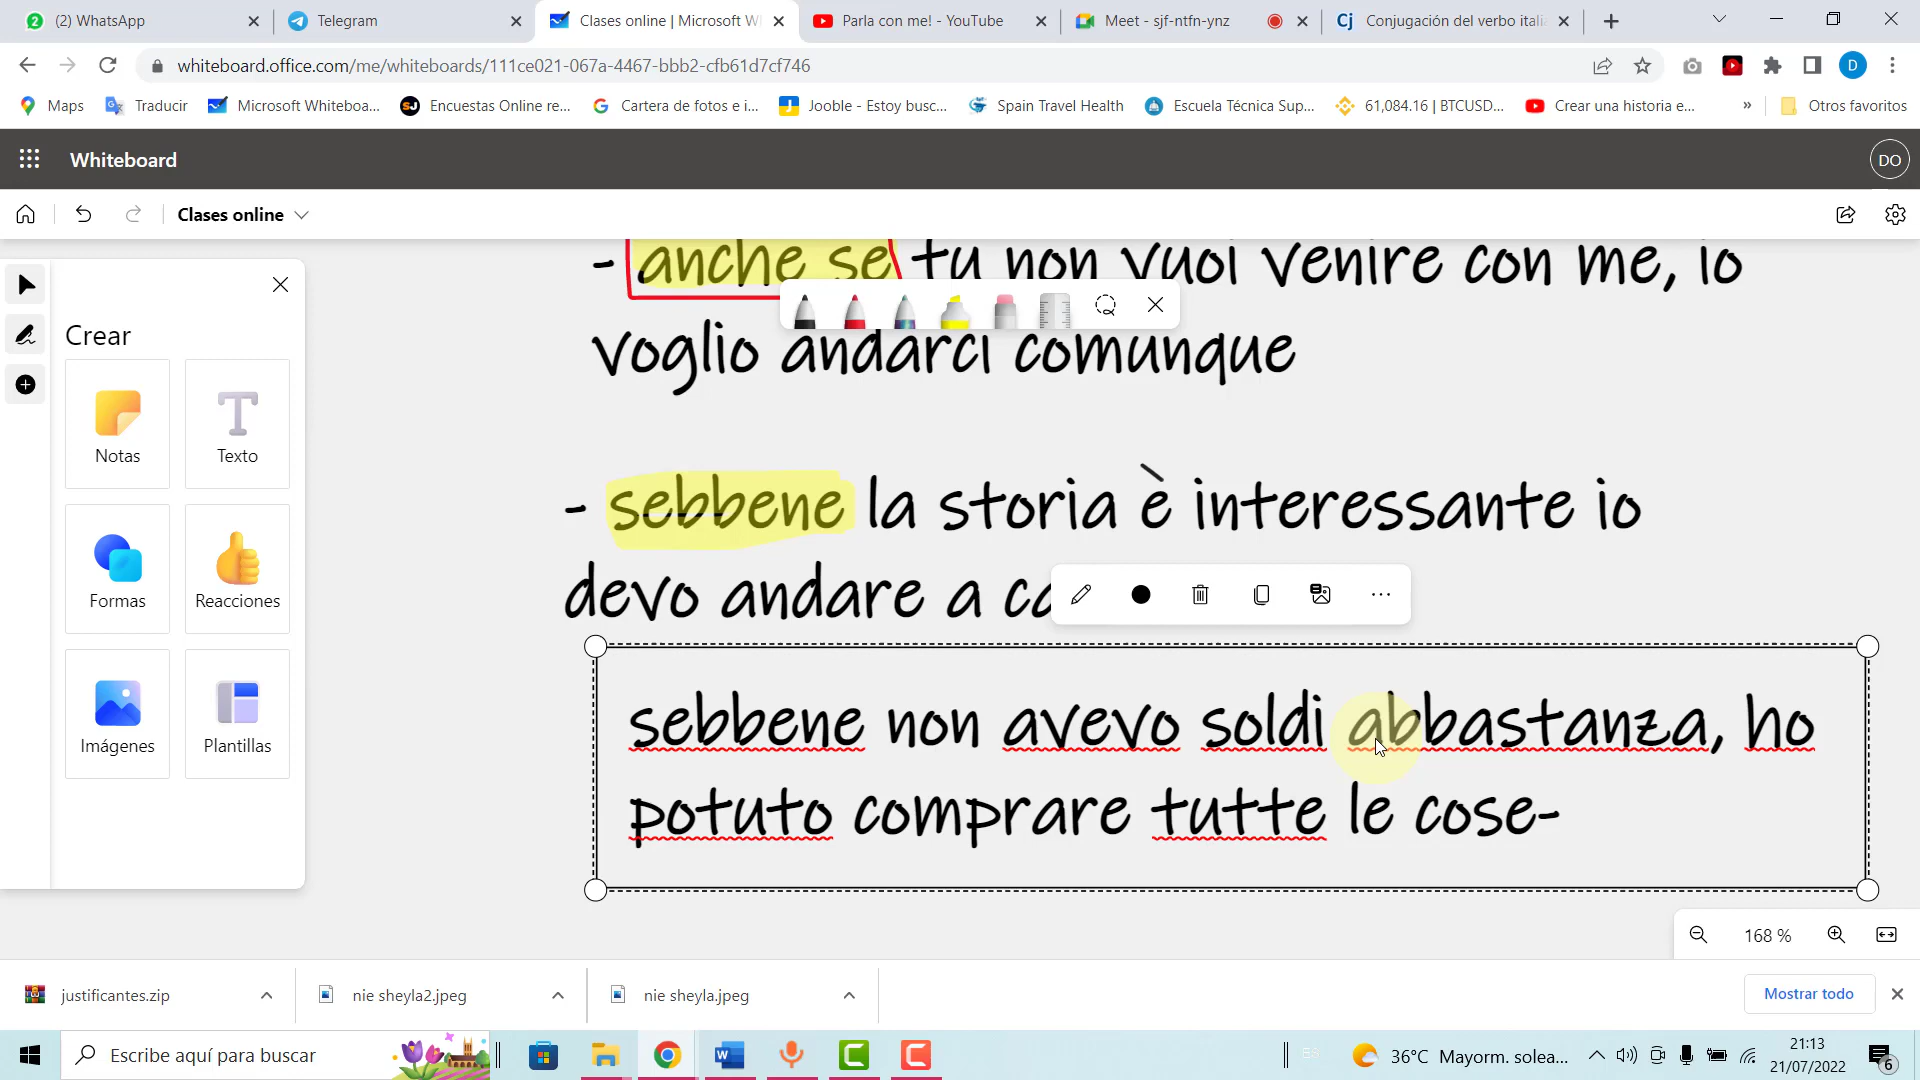 (2) WhatsApp
Telegram
Clases online | Microsoft W
Parla con me! - YouTube
Meet - sjf-ntfn-ynz
Cj Conjugación del verbo itali
whiteboard.office.com/me/whiteboards/111ce021-067a-4467-bbb2-cfb61d7cf746
D
Maps
Traducir
Microsoft Whiteboa...
Encuestas Online re...
Cartera de fotos e i...
Jooble - Estoy busc...
Spain Travel Health
Escuela Técnica Sup...
61,084.16 | BTCUSD...
Crear una historia e...
»
Otros favoritos
Whiteboard
DO
Clases online
- anche se tu non vuoi venire con me, io
voglio andarci comunque
Crear
Notas
Texto
Formas
Reacciones
Imágenes
Plantillas
- sebbene la storia è interessante io
devo andare a
sebbene non avevo soldi abbastanza, ho
potuto comprare tutte le cose-
168 %
justificantes.zip
nie sheyla2.jpeg
nie sheyla.jpeg
Mostrar todo
Escribe aquí para buscar
36°C Mayorm. solea...
21:13
21/07/2022
6